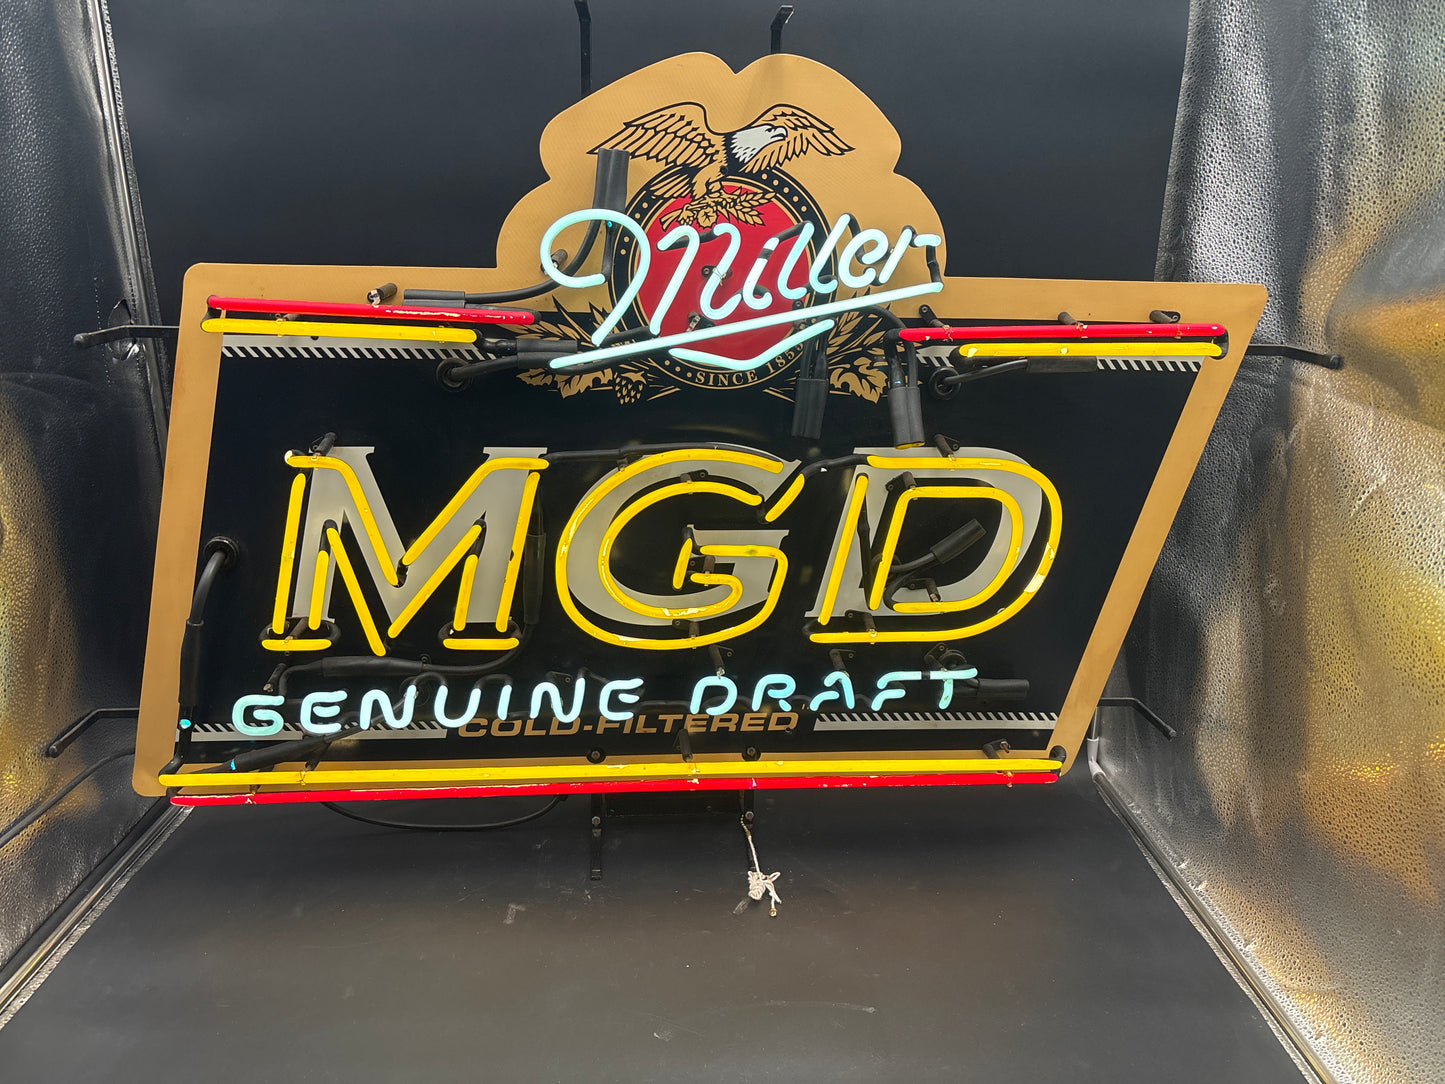 Miller
SINCE 1855
MGD
GENUINE DRAFT
COLD-FILTERED